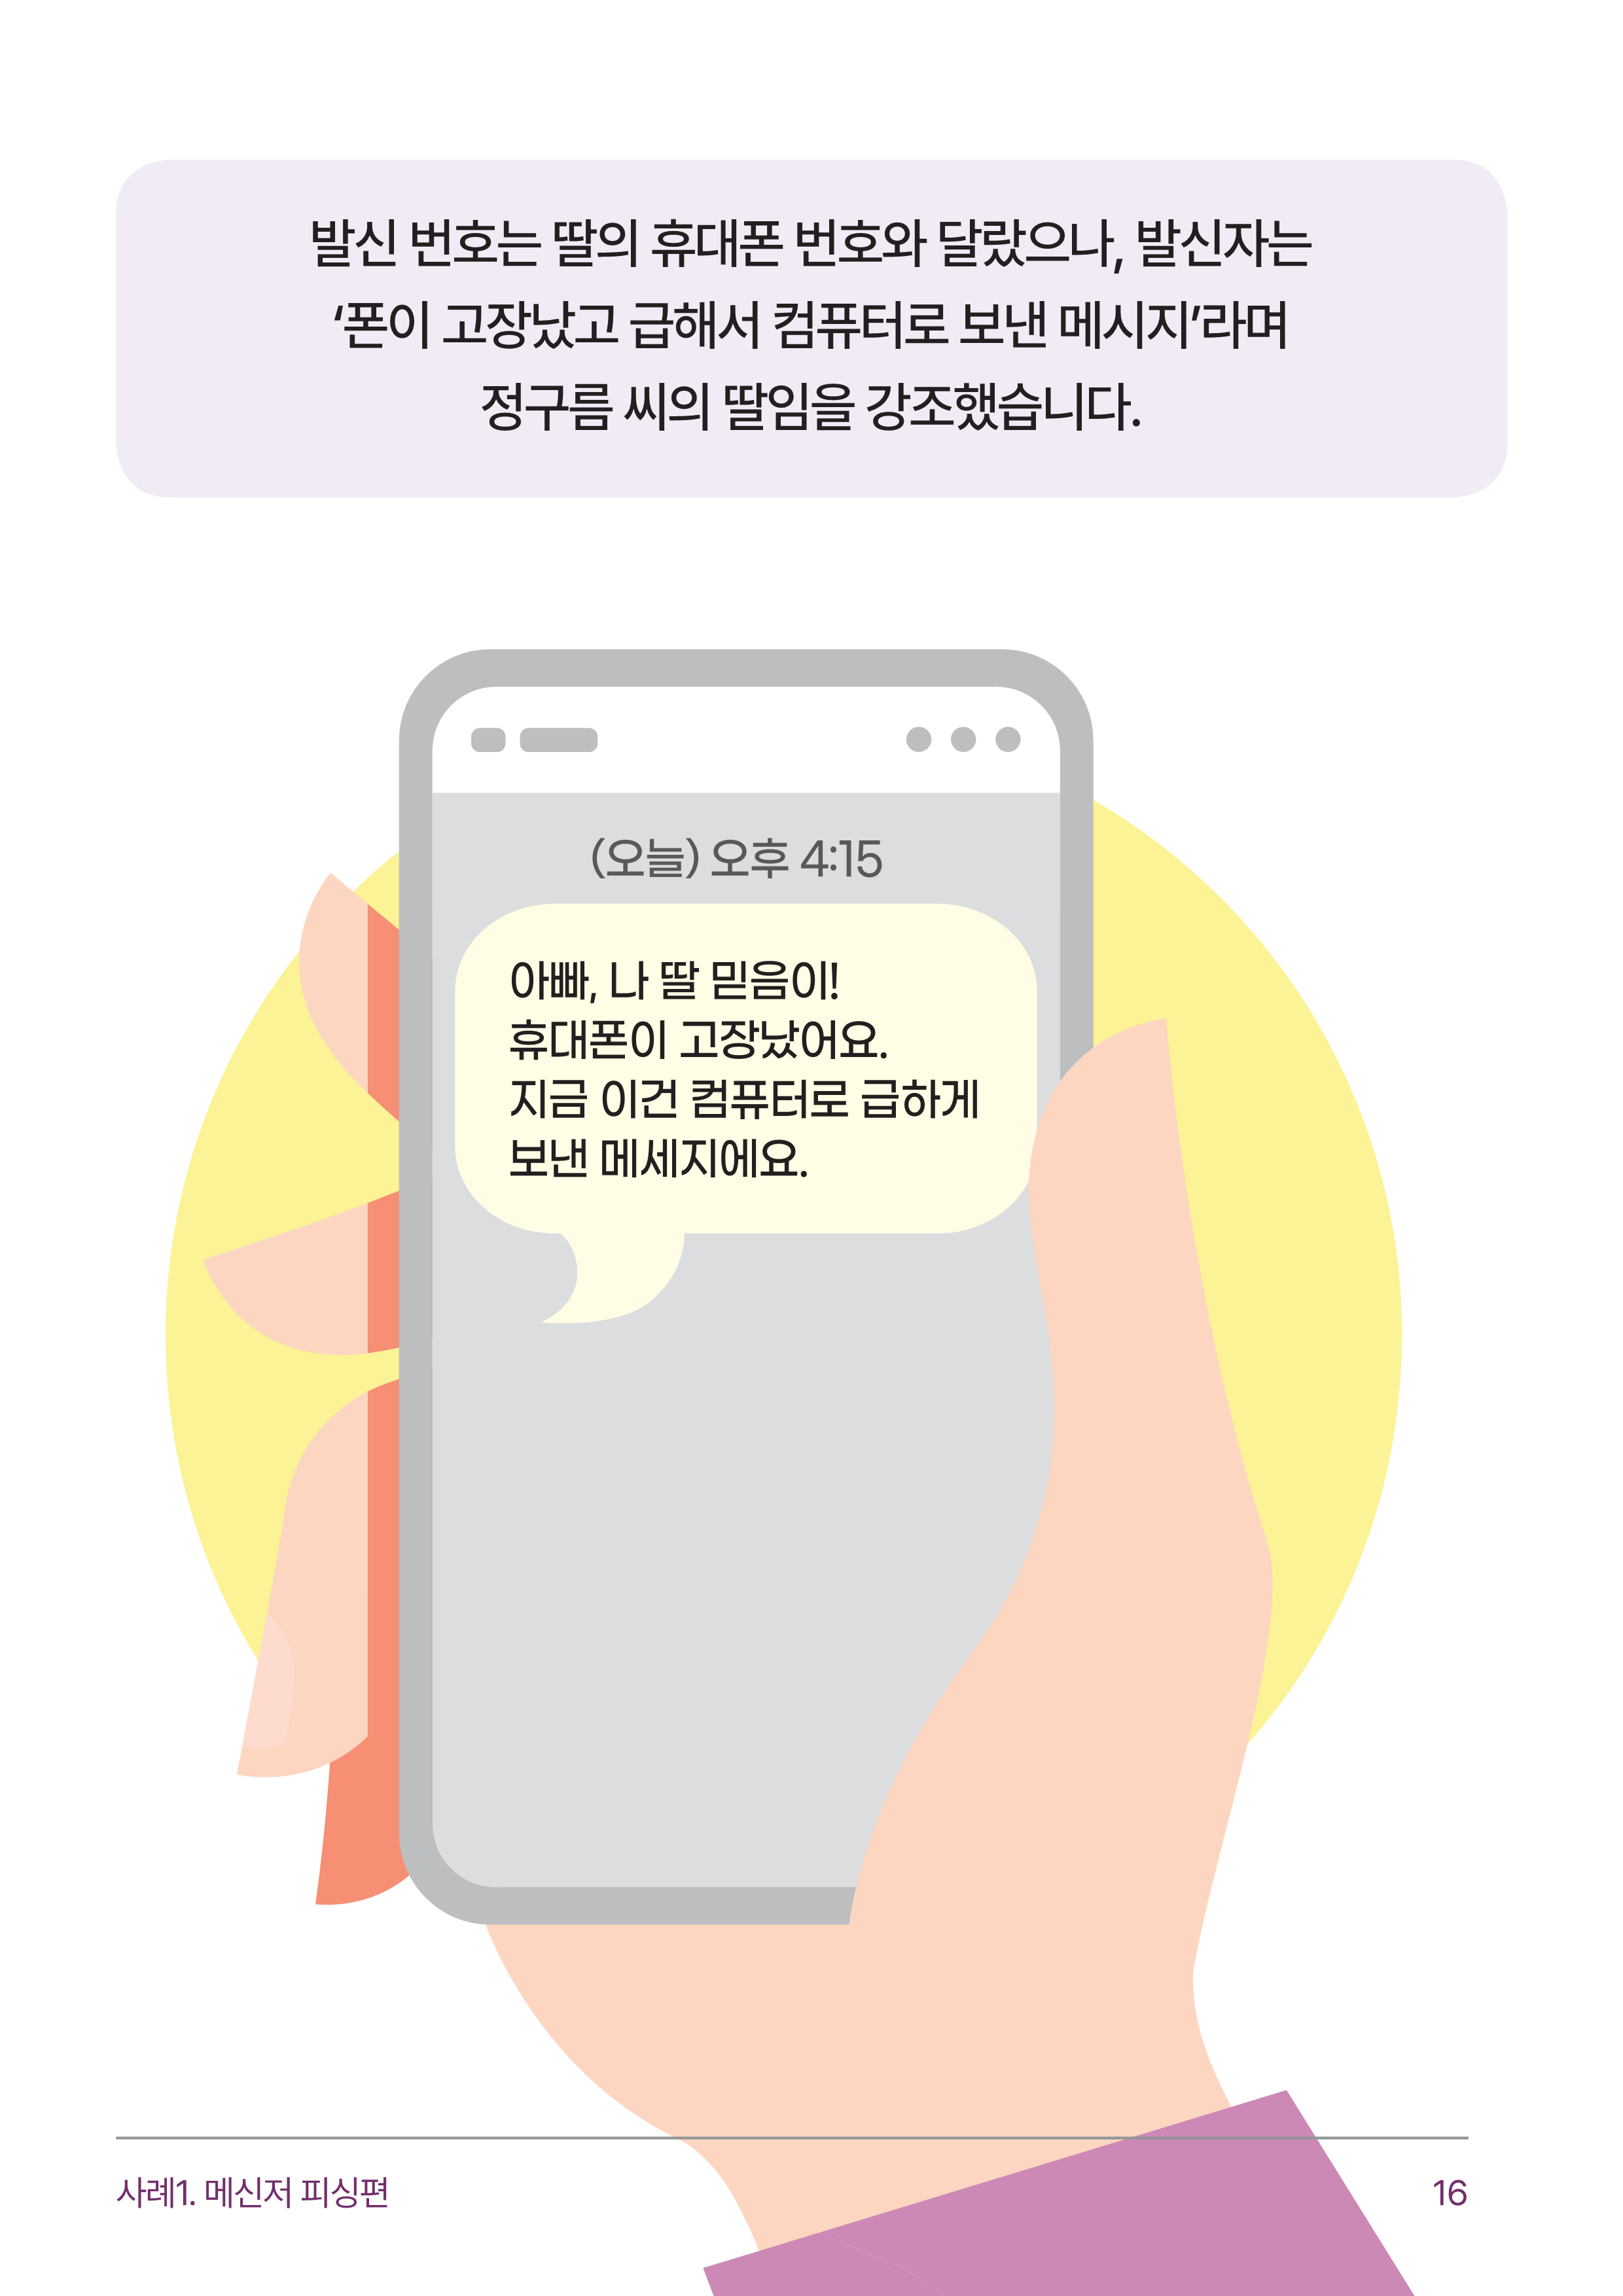 발신 번호는 딸의 휴대폰 번호와 달랐으나, 발신자는
‘폰이 고장났고 급해서 컴퓨터로 보낸 메시지’라며
정구름 씨의 딸임을 강조했습니다.
(오늘) 오후 4:15
아빠, 나 딸 믿음이!
휴대폰이 고장났어요.
지금 이건 컴퓨터로 급하게
보낸 메세지에요.
사례1. 메신저 피싱편
16